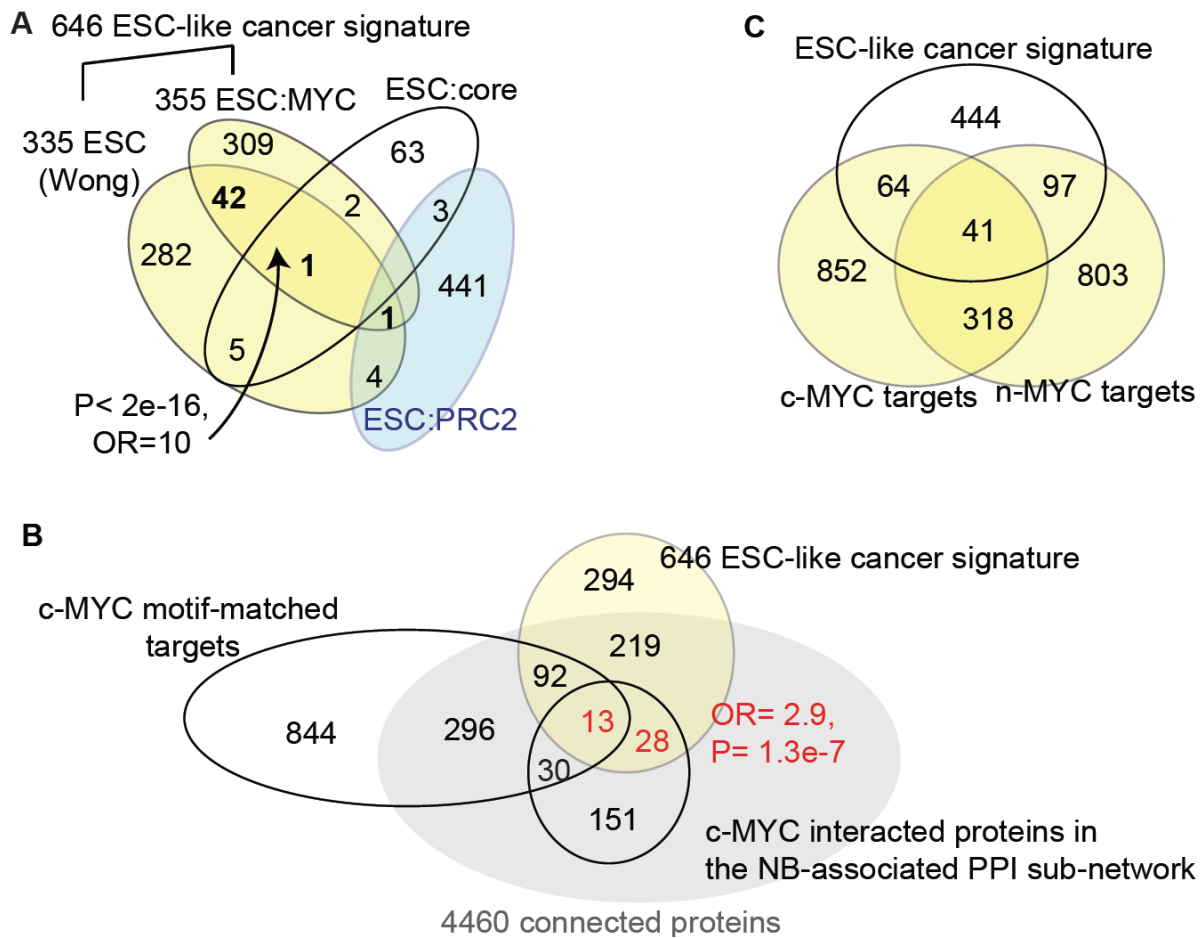 A
646 ESC-like cancer signature
355 ESC:MYC
ESC:core
335 ESC
(Wong)
309
63
42
2
3
282
1
441
1
5
4
P< 2e-16,
OR=10
ESC:PRC2
C
ESC-like cancer signature
444
64
97
41
852
803
318
c-MYC targets
n-MYC targets
B
646 ESC-like cancer signature
294
c-MYC motif-matched
targets
219
92
844
296
13
28
OR= 2.9,
P= 1.3e-7
30
151
c-MYC interacted proteins in
the NB-associated PPI sub-network
4460 connected proteins